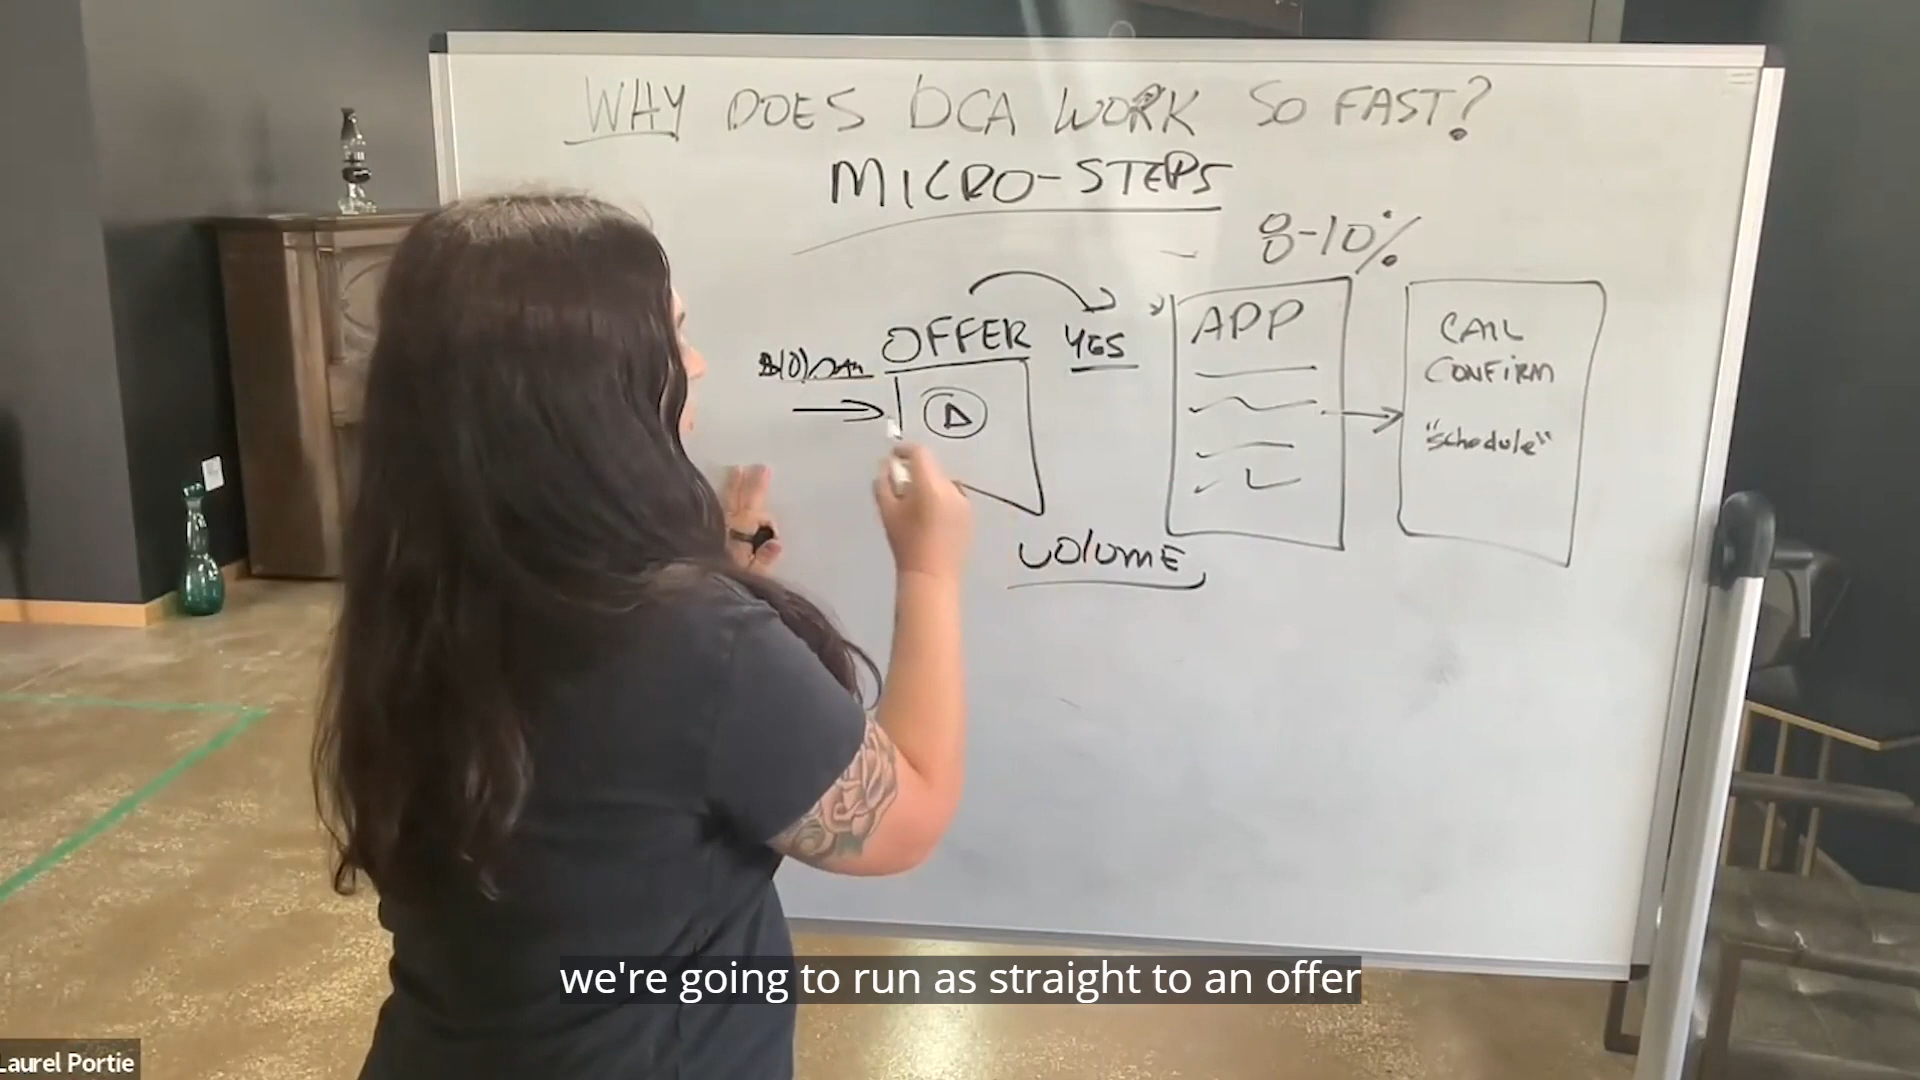 WHY DOES DCA WORK SO FAST?
MICRO-STEPS
8-10%
OFFER
YES
APP
CALL
CONFIRM
"schedule"
VOLUME
we're going to run as straight to an offer
Laurel Portie